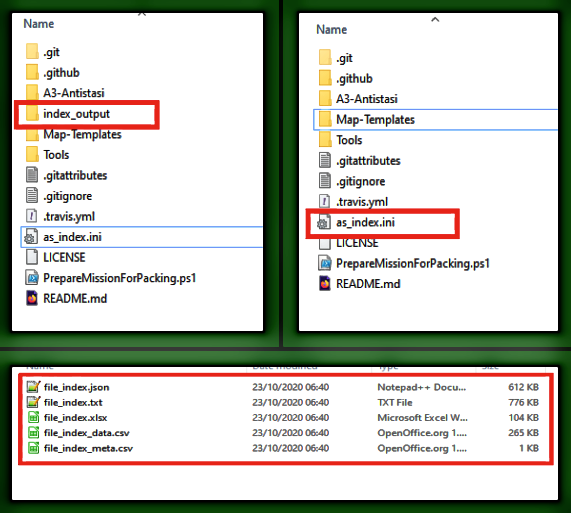 Name
.git
.github
A3-Antistasi
index_output
Map-Templates
Tools
.gitattributes
.gitignore
.travis.yml
as_index.ini
LICENSE
PrepareMissionForPacking.ps1
README.md
Name
.git
.github
A3-Antistasi
Map-Templates
Tools
.gitattributes
.gitignore
.travis.yml
as_index.ini
LICENSE
PrepareMissionForPacking.ps1
README.md
Name Date modified Type Size
file_index.json 23/10/2020 06:40 Notepad++ Docu... 612 KB
file_index.txt 23/10/2020 06:40 TXT File 776 KB
file_index.xlsx 23/10/2020 06:40 Microsoft Excel W... 104 KB
file_index_data.csv 23/10/2020 06:40 OpenOffice.org 1.... 265 KB
file_index_meta.csv 23/10/2020 06:40 OpenOffice.org 1.... 1 KB